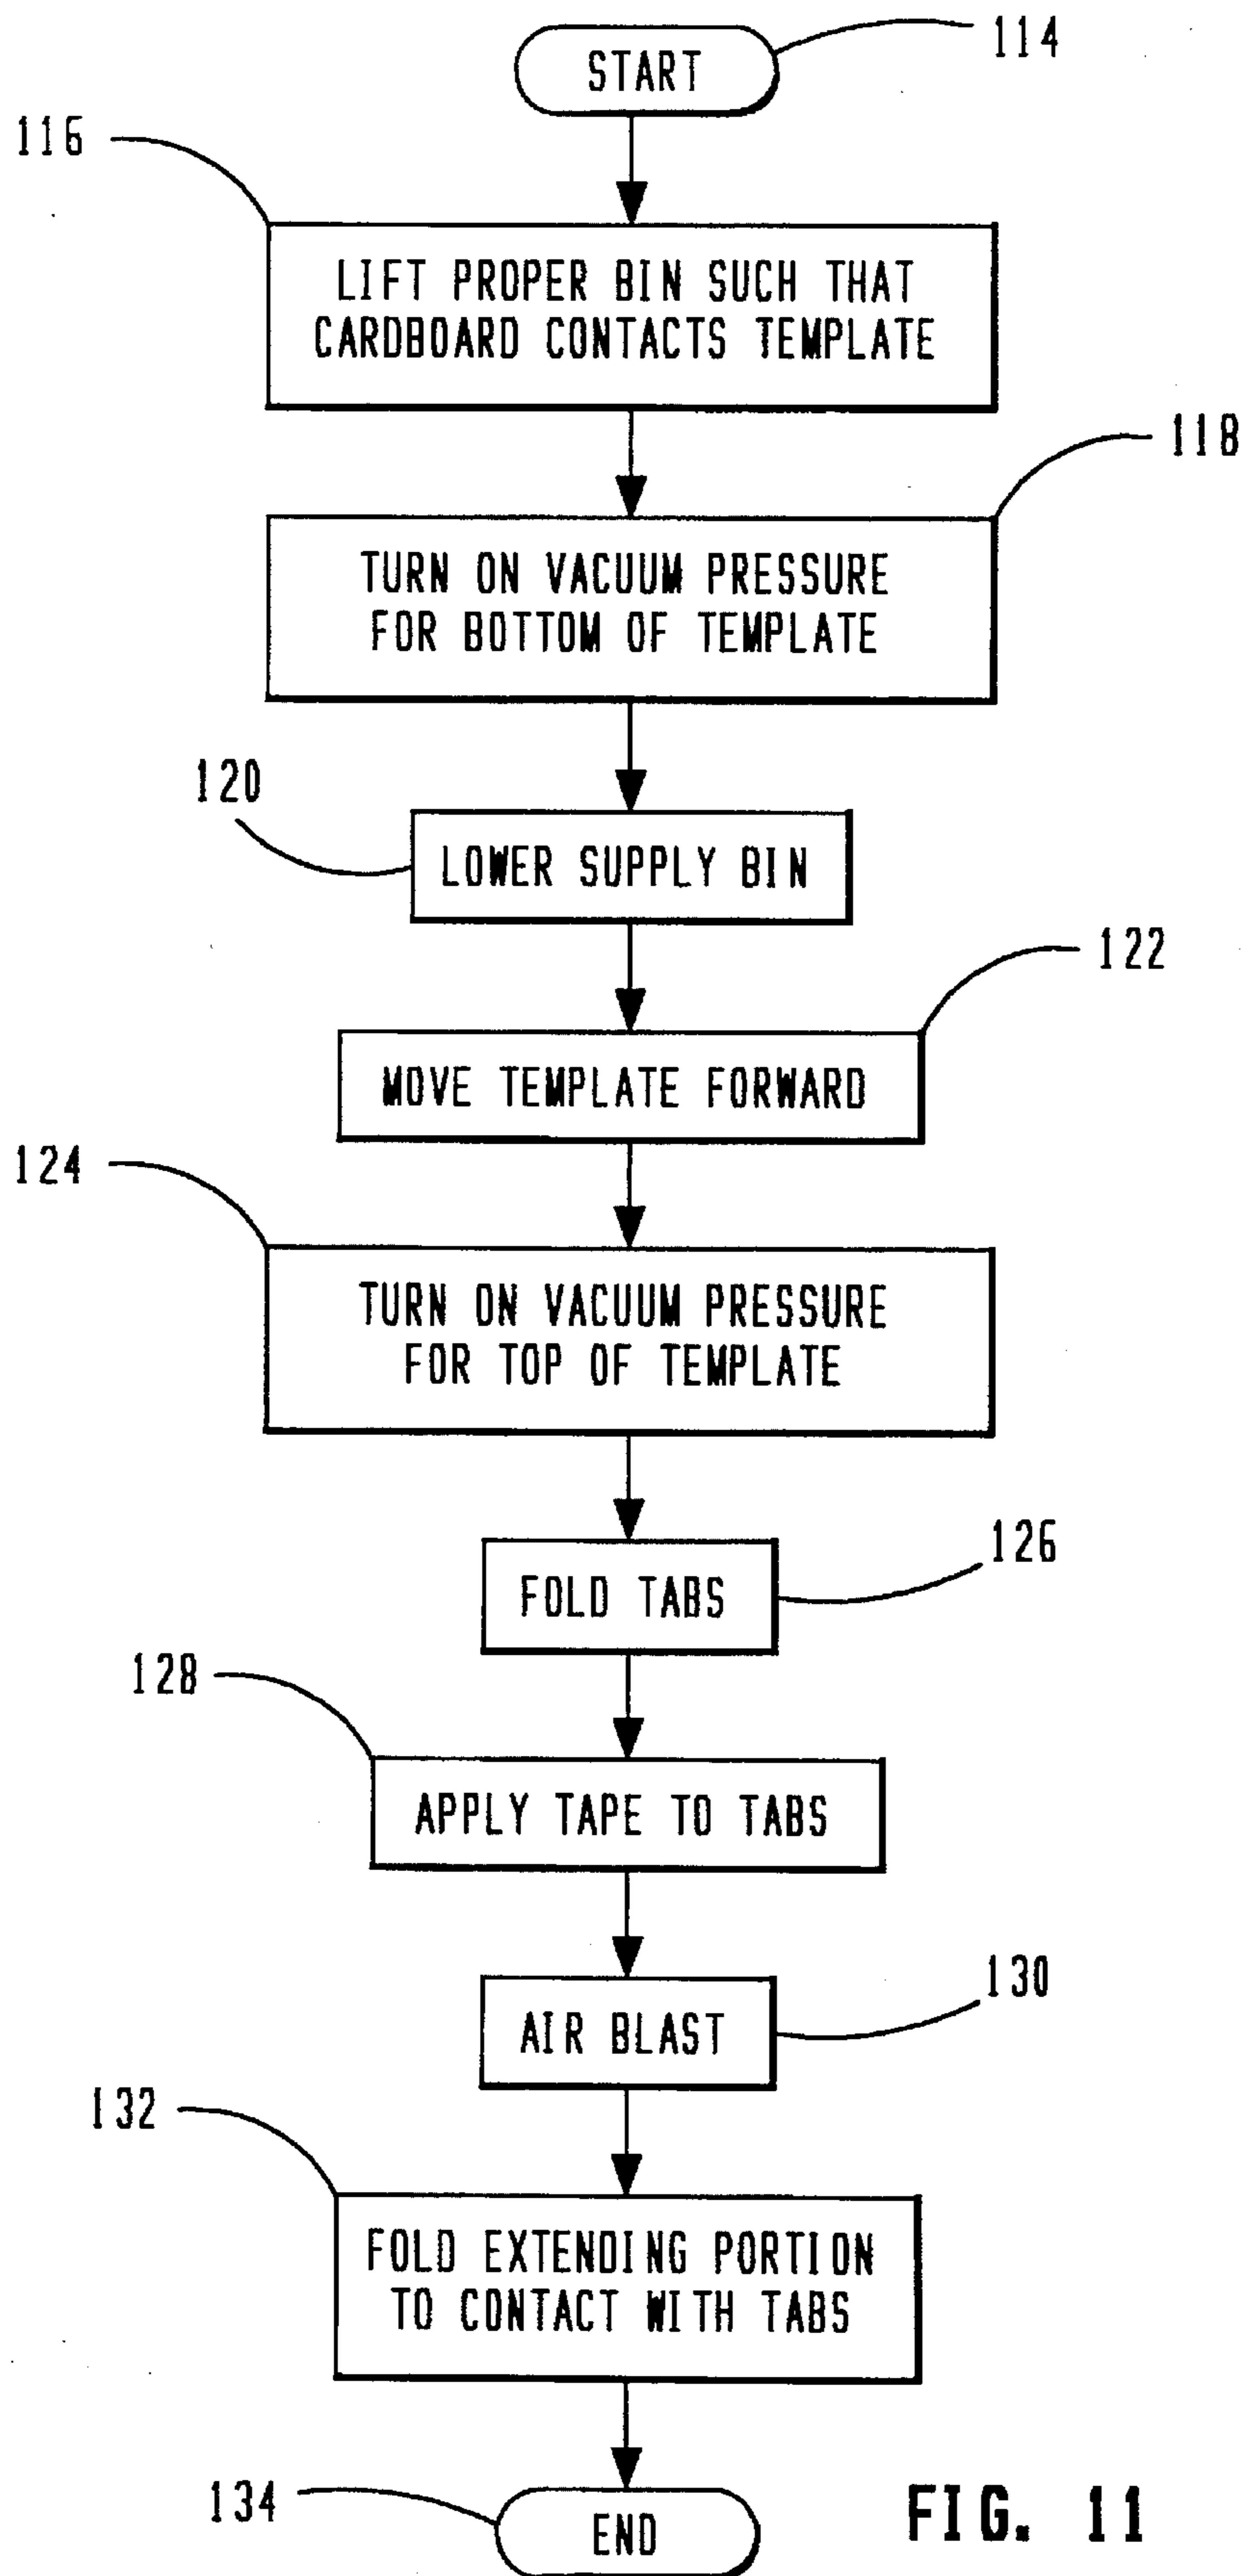 START
114
116
LIFT PROPER BIN SUCH THAT
CARDBOARD CONTACTS TEMPLATE
118
TURN ON VACUUM PRESSURE
FOR BOTTOM OF TEMPLATE
120
LOWER SUPPLY BIN
122
MOVE TEMPLATE FORWARD
124
TURN ON VACUUM PRESSURE
FOR TOP OF TEMPLATE
126
FOLD TABS
128
APPLY TAPE TO TABS
130
AIR BLAST
132
FOLD EXTENDING PORTION
TO CONTACT WITH TABS
134
END
FIG. 11